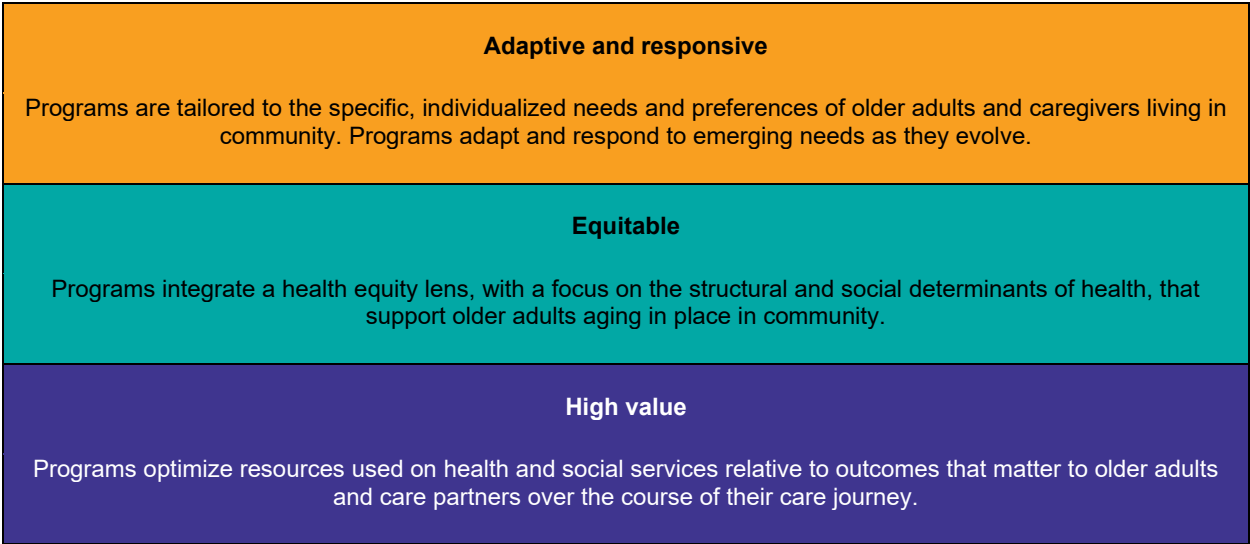 Adaptive and responsive
Programs are tailored to the specific, individualized needs and preferences of older adults and caregivers living in
community. Programs adapt and respond to emerging needs as they evolve.
Equitable
Programs integrate a health equity lens, with a focus on the structural and social determinants of health, that
support older adults aging in place in community.
High value
Programs optimize resources used on health and social services relative to outcomes that matter to older adults
and care partners over the course of their care journey.